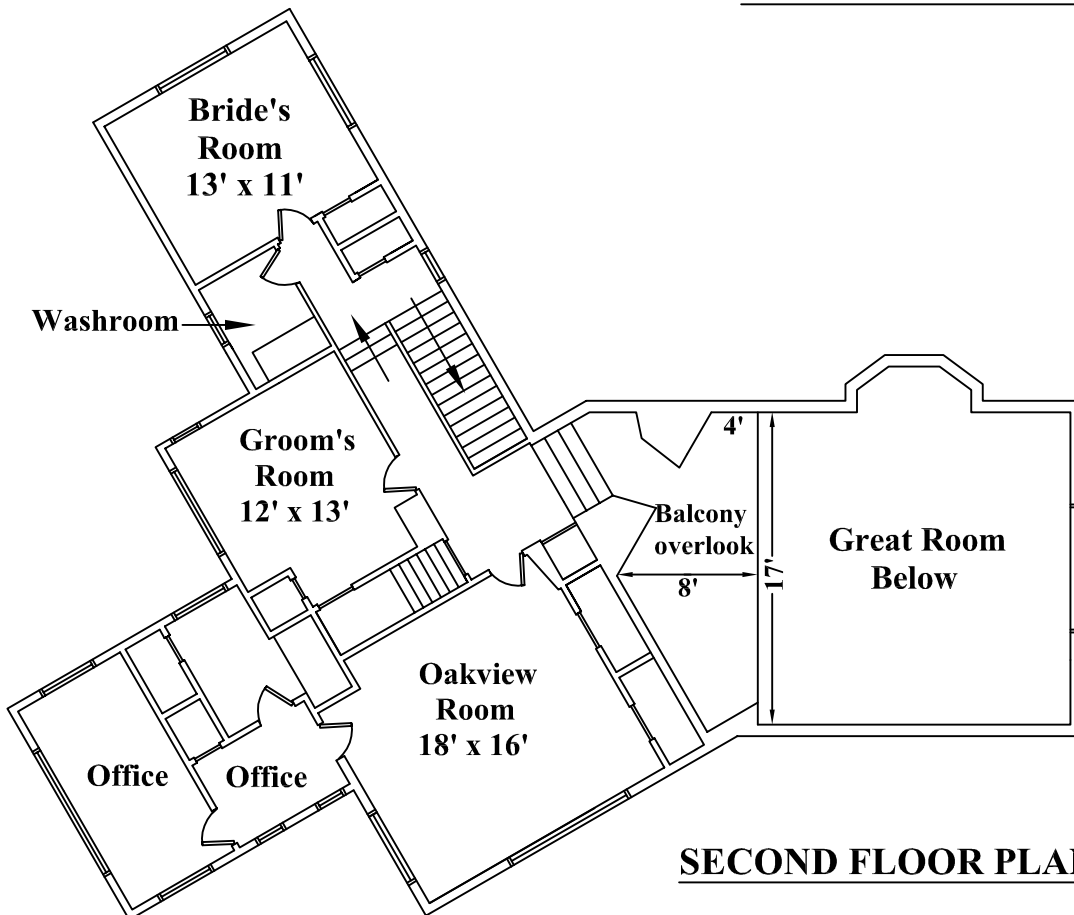 Bride's
Room
13' x 11'
Washroom
Groom's
Room
12' x 13'
4'
Balcony
overlook
8'
17'
Great Room
Below
Oakview
Room
18' x 16'
Office
Office
SECOND FLOOR PLA